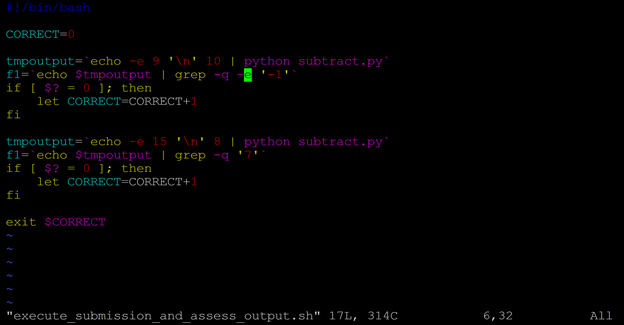 #!/bin/bash
CORRECT=0
tmpoutput=`echo -e 9 '\n' 10 | python subtract.py`
f1=`echo $tmpoutput | grep -q -e '-1'`
if [ $? = 0 ]; then
    let CORRECT=CORRECT+1
fi
tmpoutput=`echo -e 15 '\n' 8 | python subtract.py`
f1=`echo $tmpoutput | grep -q '7'`
if [ $? = 0 ]; then
    let CORRECT=CORRECT+1
fi
exit $CORRECT
~
~
~
~
~
~
"execute_submission_and_assess_output.sh" 17L, 314C 6,32 All